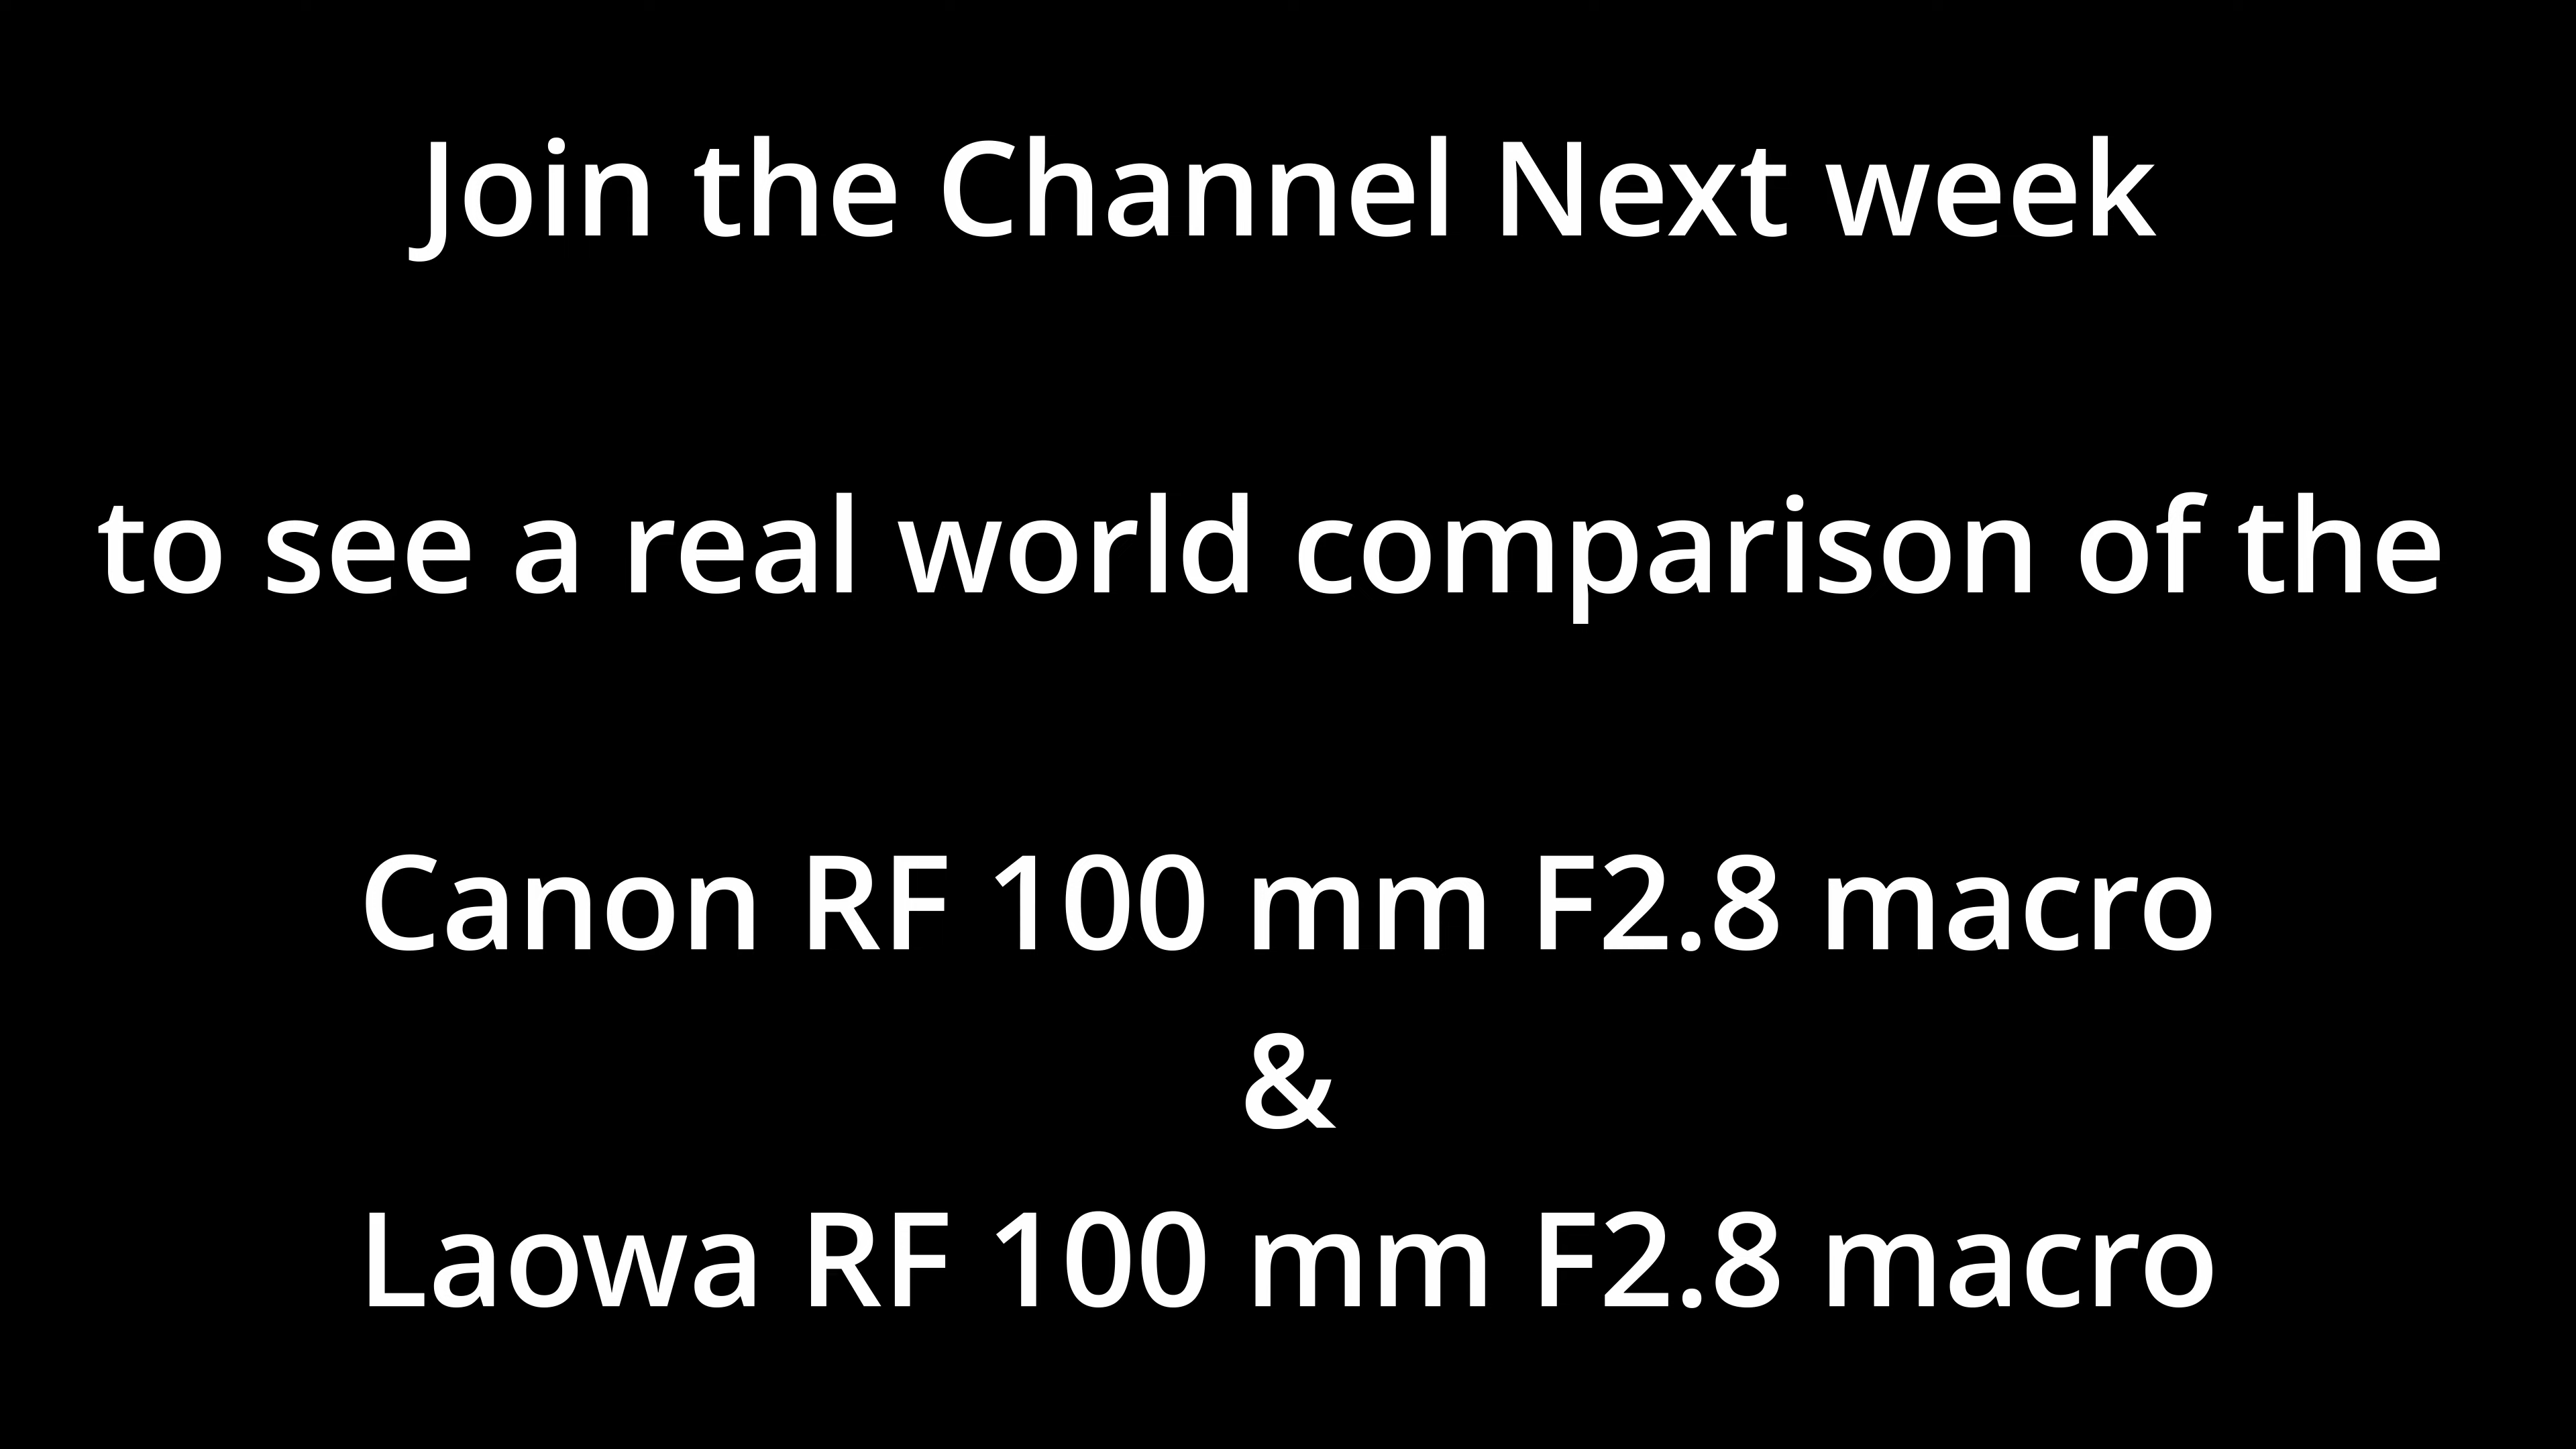 Join the Channel Next week
to see a real world comparison of the
Canon RF 100 mm F2.8 macro
&
Laowa RF 100 mm F2.8 macro